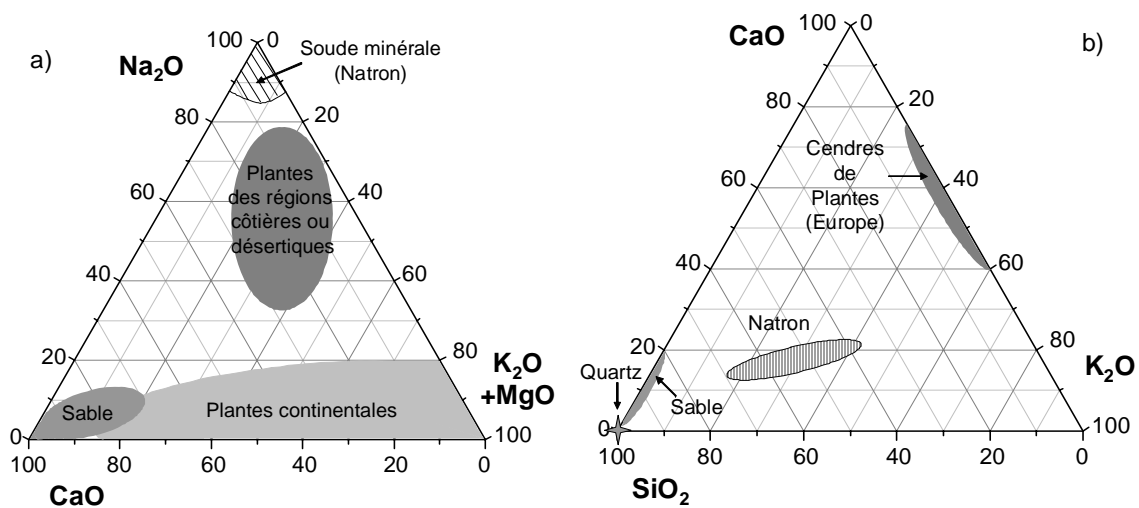 a)
Na2O
100
0
Soude minérale
(Natron)
80
20
Plantes
des régions
côtières ou
désertiques
60
40
40
60
20
80
K2O
+MgO
Sable
Plantes continentales
0
100
100
80
60
40
20
0
CaO
b)
CaO
100
0
80
20
Cendres
de
Plantes
(Europe)
60
40
40
60
Natron
20
80
K2O
Quartz
Sable
0
100
100
80
60
40
20
0
SiO2